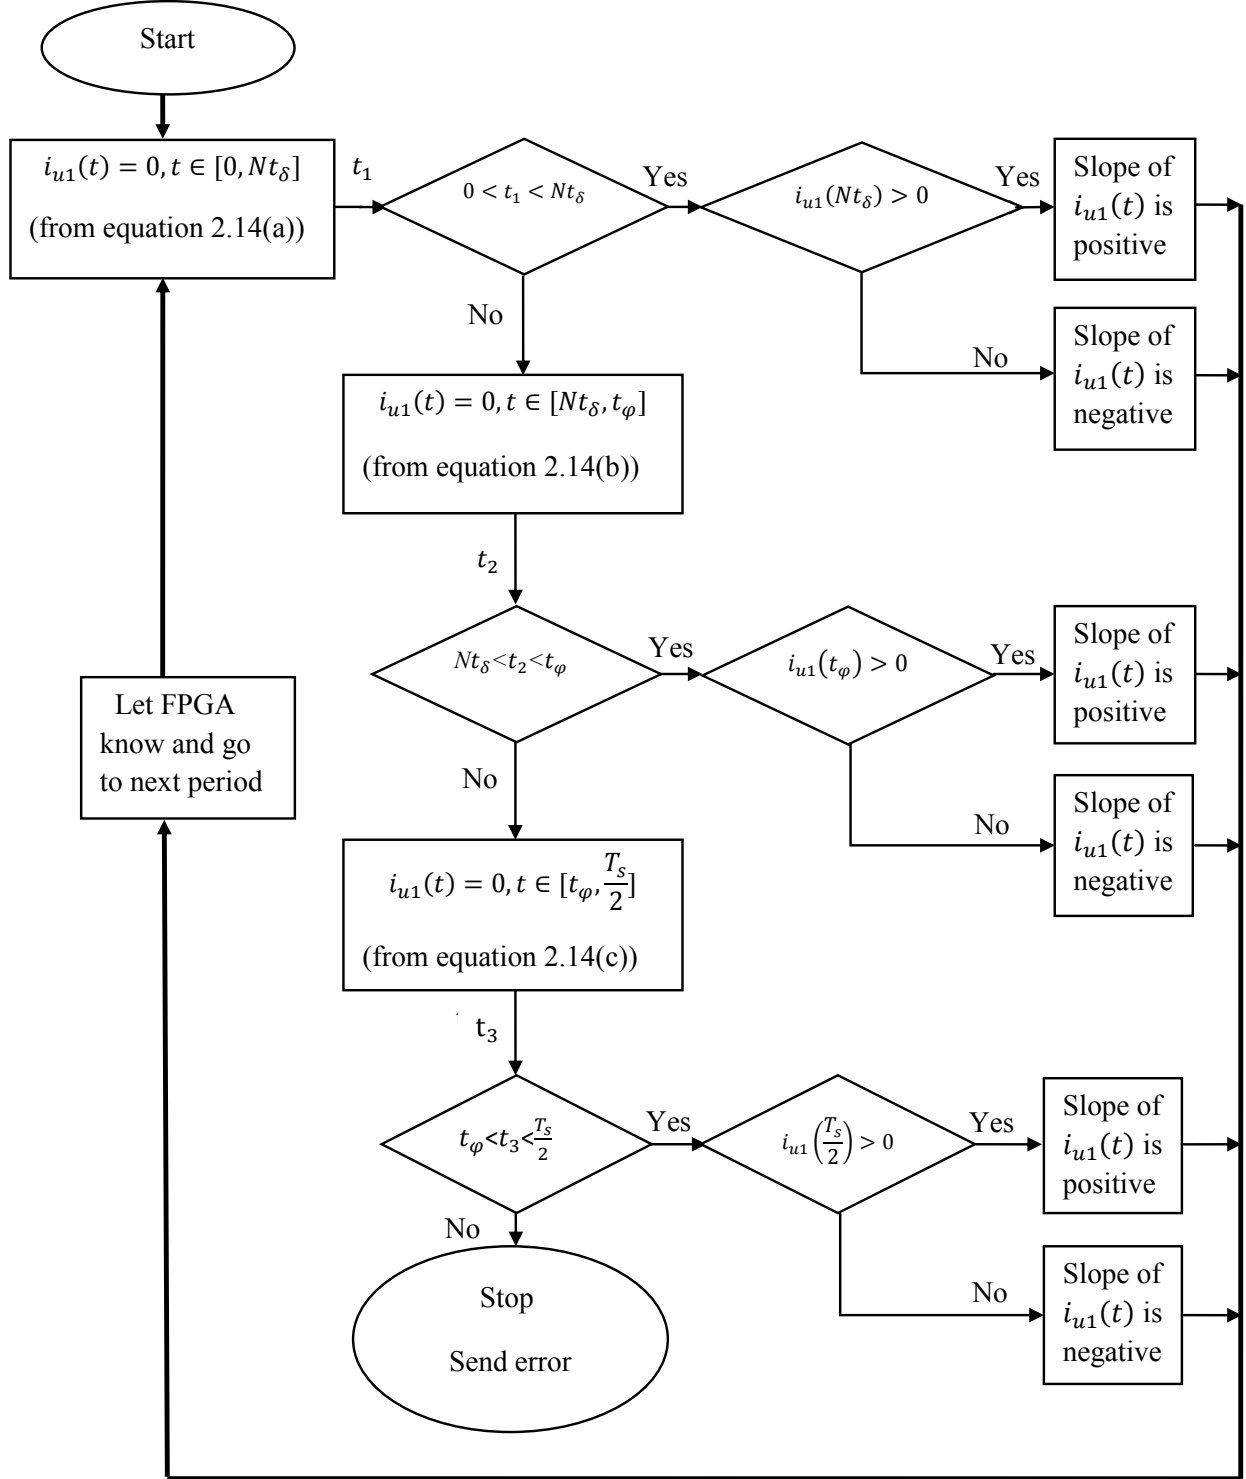 Start
i_{u1}(t) = 0, t ∈ [0, Nt_δ]
(from equation 2.14(a))
t_1
0 < t_1 < Nt_δ
Yes
i_{u1}(Nt_δ) > 0
Yes
Slope of
i_{u1}(t) is
positive
No
No
Slope of
i_{u1}(t) is
negative
i_{u1}(t) = 0, t ∈ [Nt_δ, t_φ]
(from equation 2.14(b))
t_2
Nt_δ<t_2<t_φ
Yes
i_{u1}(t_φ) > 0
Yes
Slope of
i_{u1}(t) is
positive
Let FPGA
know and go
to next period
No
No
Slope of
i_{u1}(t) is
negative
i_{u1}(t) = 0, t ∈ [t_φ, T_s/2]
(from equation 2.14(c))
t_3
t_φ<t_3<T_s/2
Yes
i_{u1}(T_s/2) > 0
Yes
Slope of
i_{u1}(t) is
positive
No
No
Slope of
i_{u1}(t) is
negative
Stop
Send error